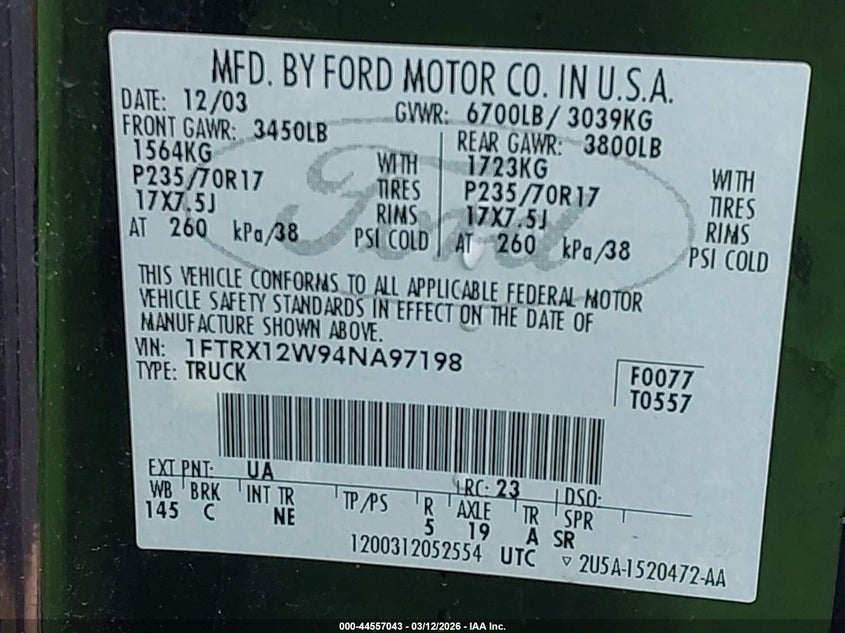 MFD. BY FORD MOTOR CO. IN U.S.A.
DATE: 12/03 GVWR: 6700LB/ 3039KG
FRONT GAWR: 3450LB REAR GAWR: 3800LB
1564KG WITH 1723KG WITH
P235/70R17 TIRES P235/70R17 TIRES
17X7.5J RIMS 17X7.5J RIMS
AT 260 kPa/38 PSI COLD AT 260 kPa/38 PSI COLD
Ford
THIS VEHICLE CONFORMS TO ALL APPLICABLE FEDERAL MOTOR
VEHICLE SAFETY STANDARDS IN EFFECT ON THE DATE OF
MANUFACTURE SHOWN ABOVE.
VIN: 1FTRX12W94NA97198
TYPE: TRUCK
F0077
T0557
EXT PNT: UA RC: 23 DSO:
WB BRK INT TR TP/PS R AXLE TR SPR
145 C NE 5 19 A SR
1200312052554 UTC ▽ 2U5A-1520472-AA
000-44557043 - 03/12/2026 - IAA Inc.